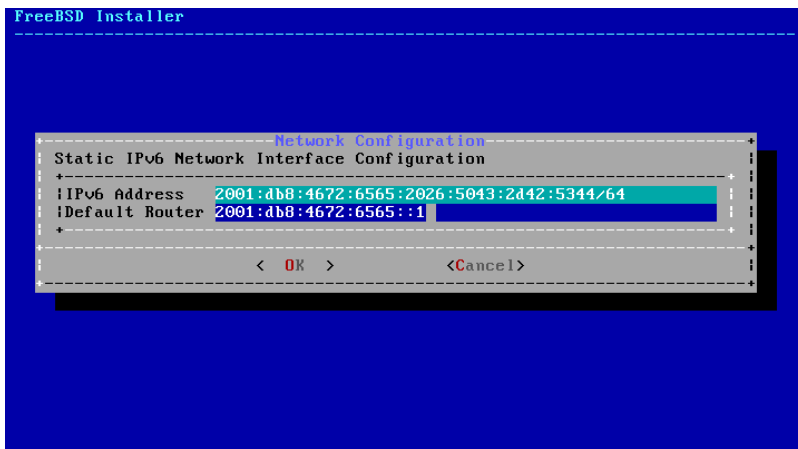 FreeBSD Installer
Network Configuration
Static IPv6 Network Interface Configuration
IPv6 Address 2001:db8:4672:6565:2026:5043:2d42:5344/64
Default Router 2001:db8:4672:6565::1
< OK > <Cancel>